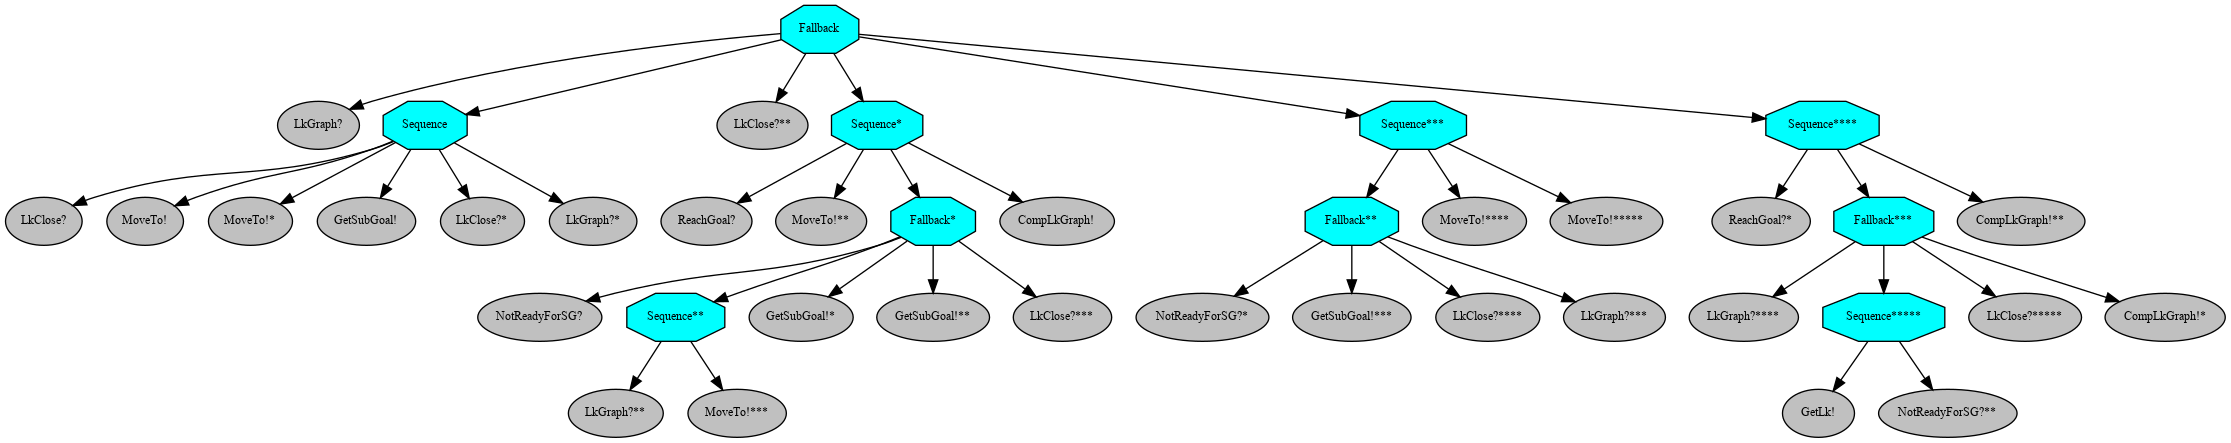 Fallback
LkGraph?
Sequence
LkClose?**
Sequence*
Sequence***
Sequence****
LkClose?
MoveTo!
MoveTo!*
GetSubGoal!
LkClose?*
LkGraph?*
ReachGoal?
MoveTo!**
Fallback*
CompLkGraph!
Fallback**
MoveTo!****
MoveTo!*****
ReachGoal?*
Fallback***
CompLkGraph!**
NotReadyForSG?
Sequence**
GetSubGoal!*
GetSubGoal!**
LkClose?***
NotReadyForSG?*
GetSubGoal!***
LkClose?****
LkGraph?***
LkGraph?****
Sequence*****
LkClose?*****
CompLkGraph!*
LkGraph?**
MoveTo!***
GetLk!
NotReadyForSG?**